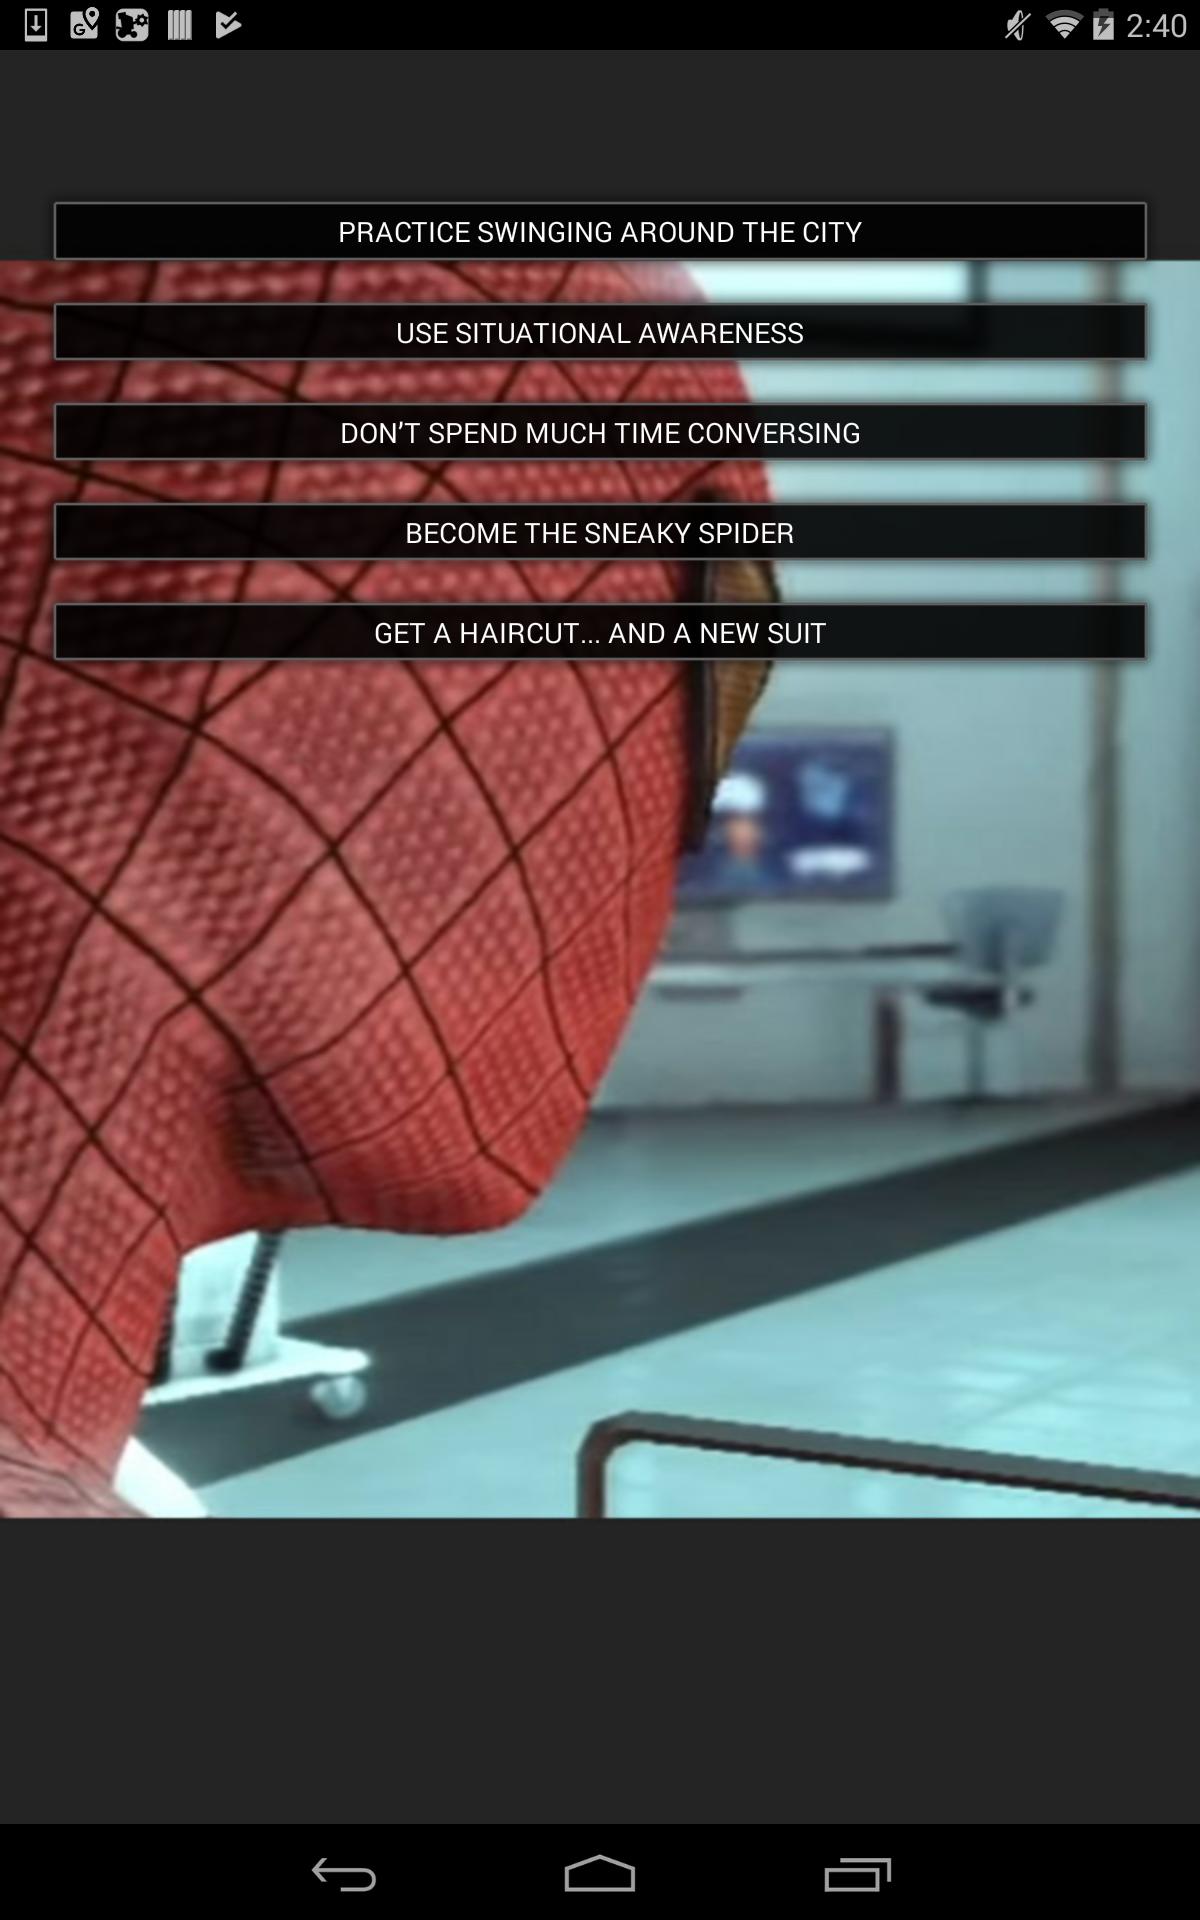 2:40
PRACTICE SWINGING AROUND THE CITY
USE SITUATIONAL AWARENESS
DON’T SPEND MUCH TIME CONVERSING
BECOME THE SNEAKY SPIDER
GET A HAIRCUT... AND A NEW SUIT